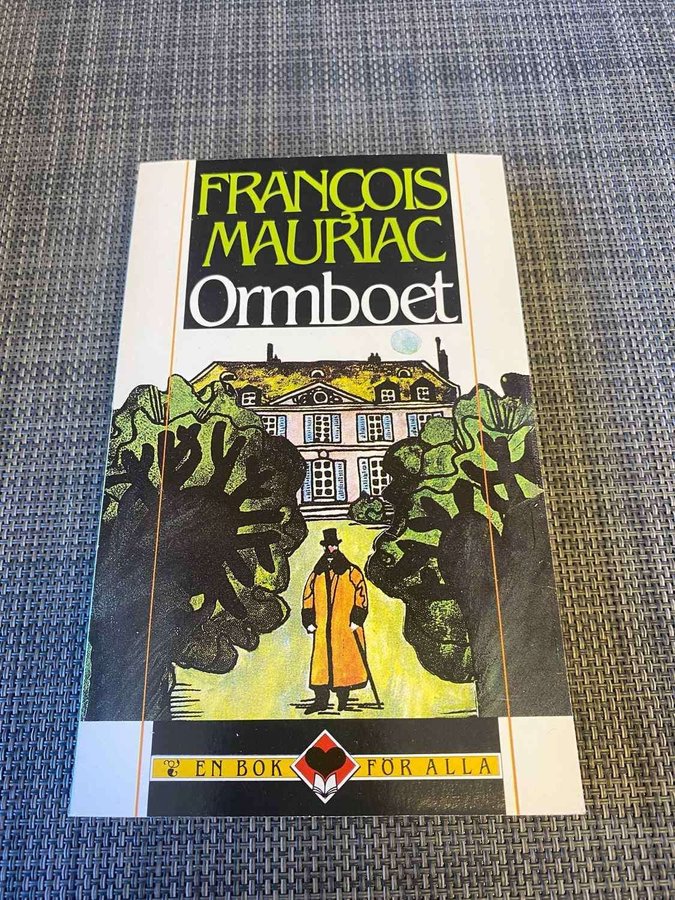 FRANÇOIS
MAURIAC
Ormboet
EN BOK FÖR ALLA